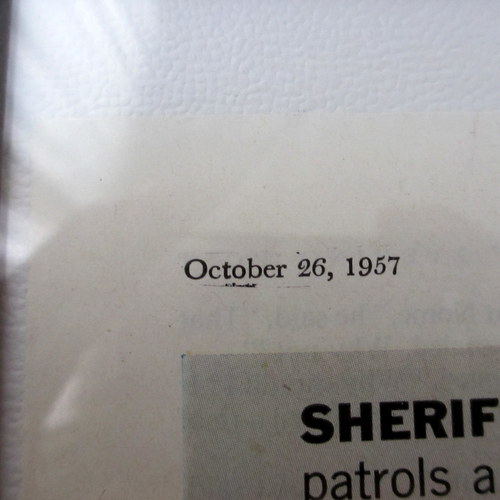 October 26, 1957
SHERIF
patrols a